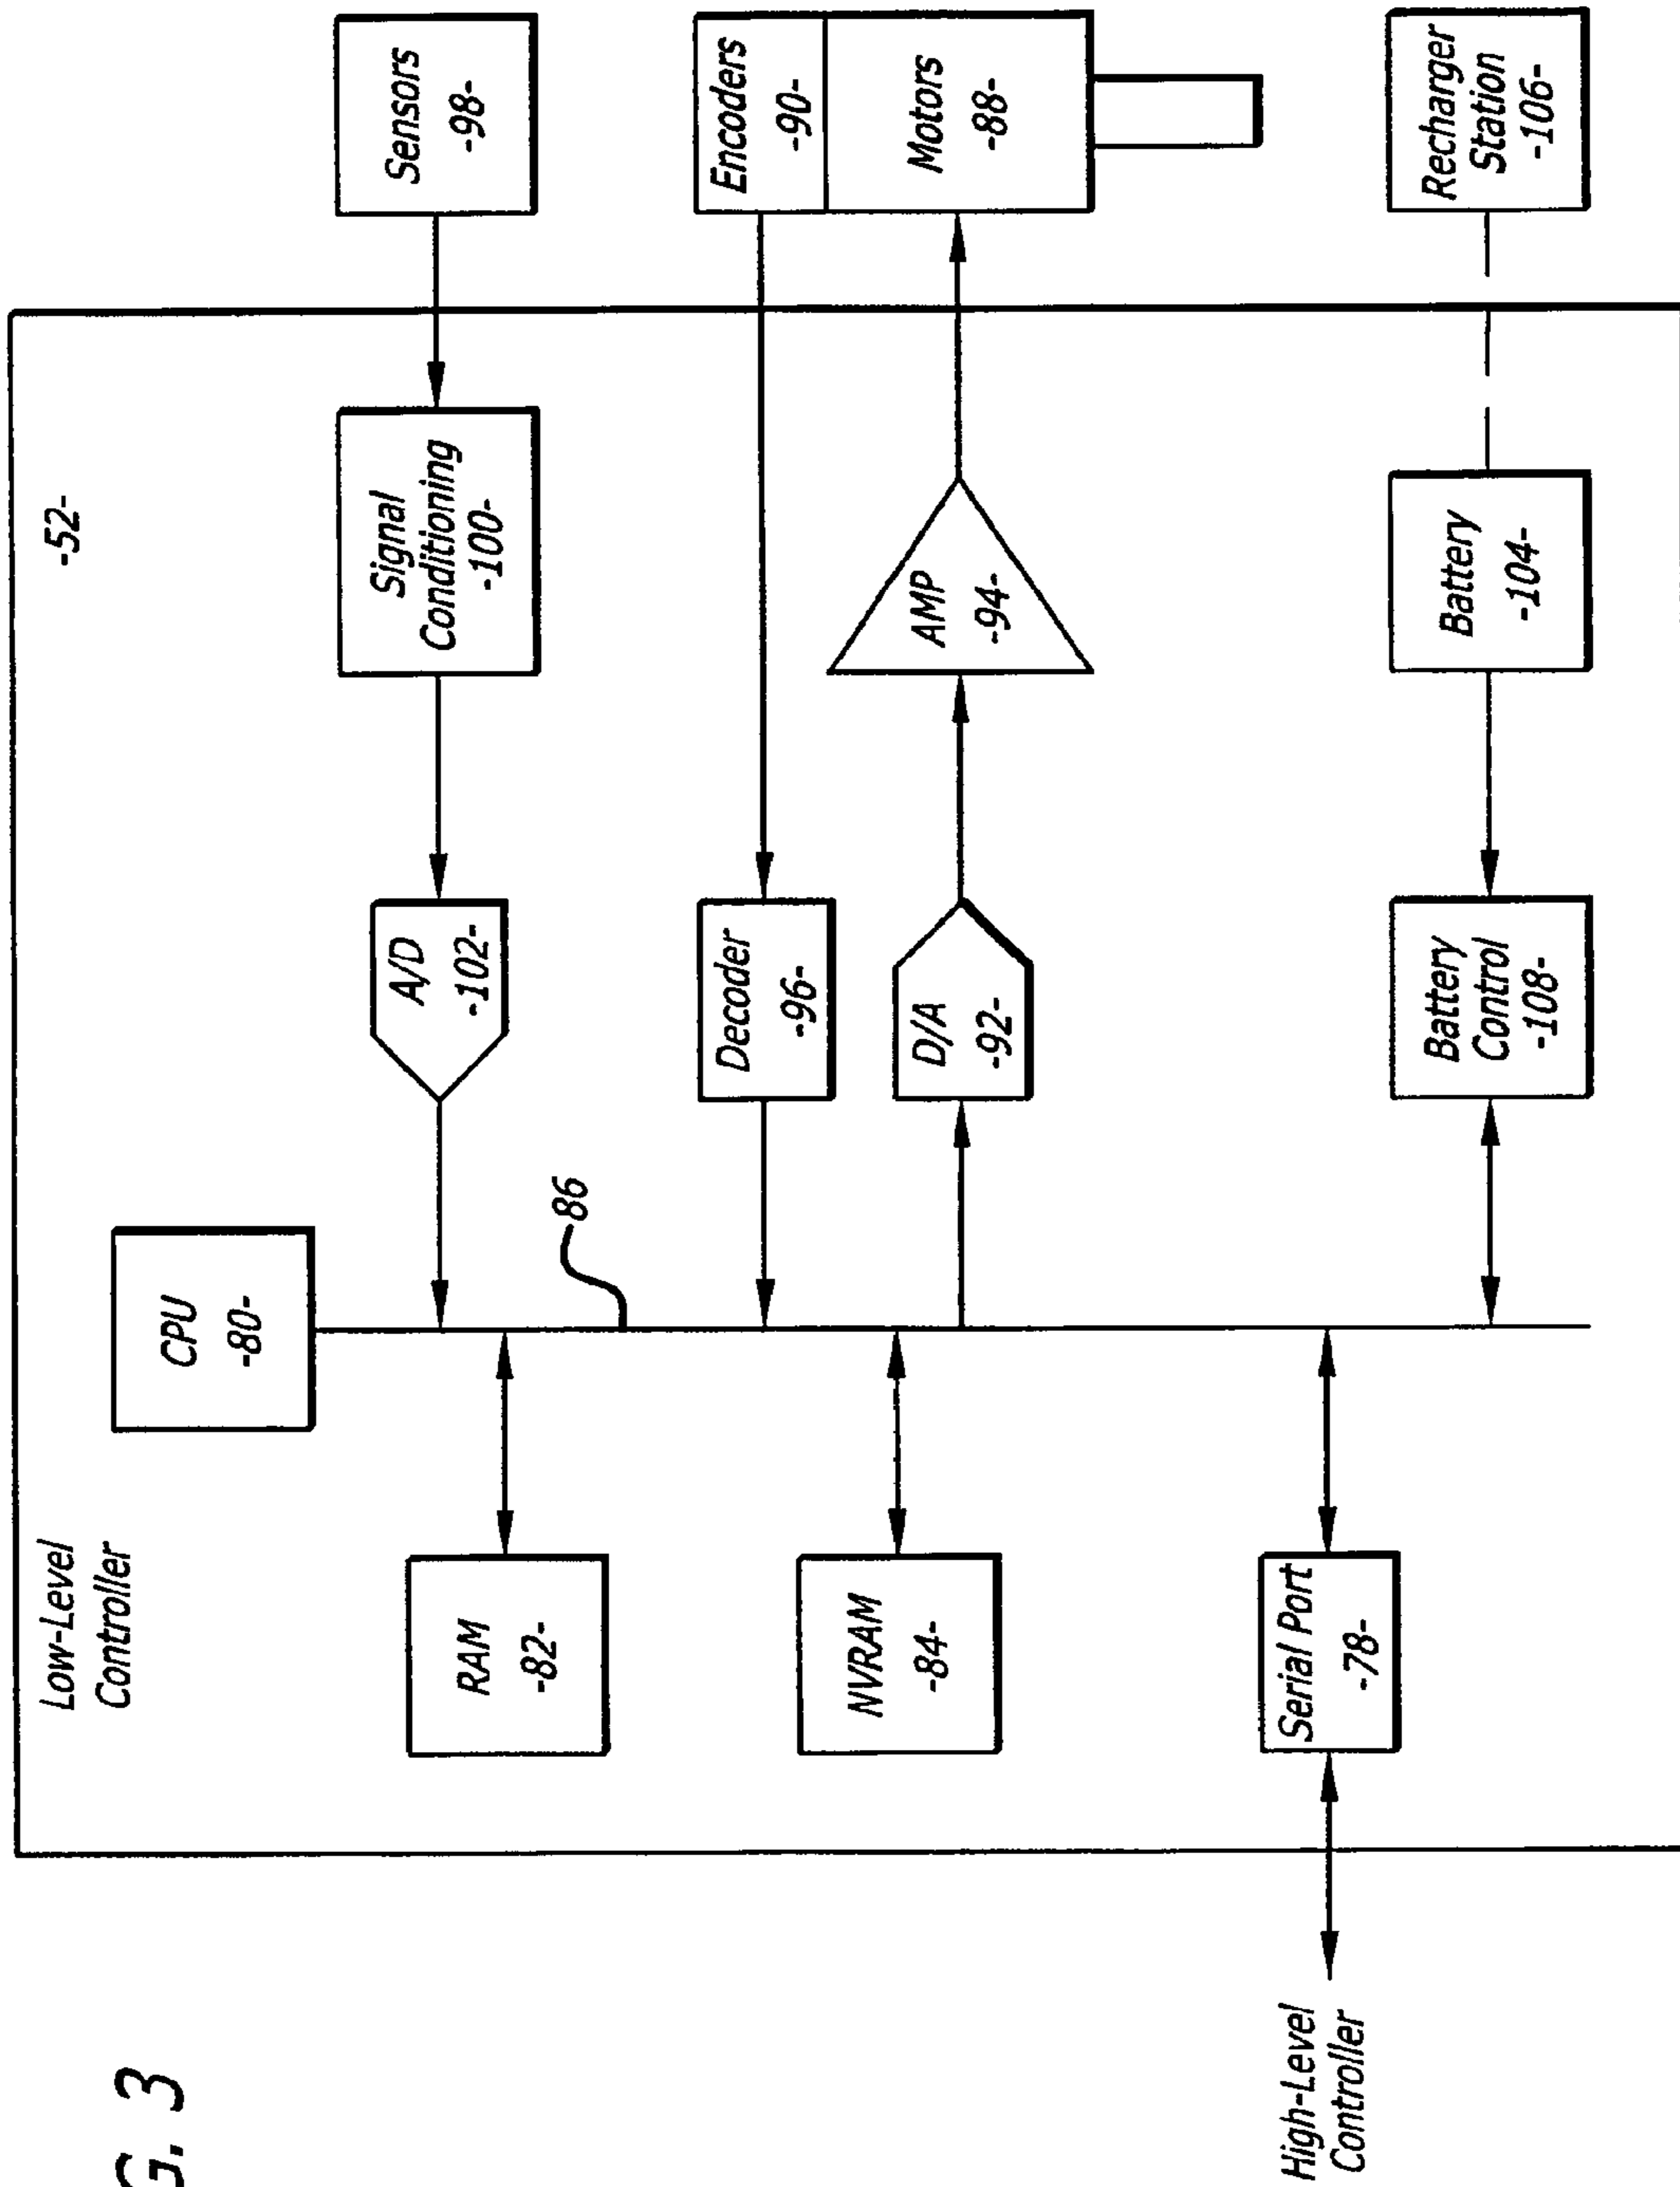 G. 3
Low-Level
Controller
-52-
CPU
-80-
RAM
-82-
86
A/D
-102-
Signal
Conditioning
-100-
Sensors
-98-
NVRAM
-84-
Decoder
-96-
Encoders
-90-
D/A
-92-
AMP
-94-
Motors
-88-
High-Level
Controller
Serial Port
-78-
Battery
Control
-108-
Battery
-104-
Recharger
Station
-106-